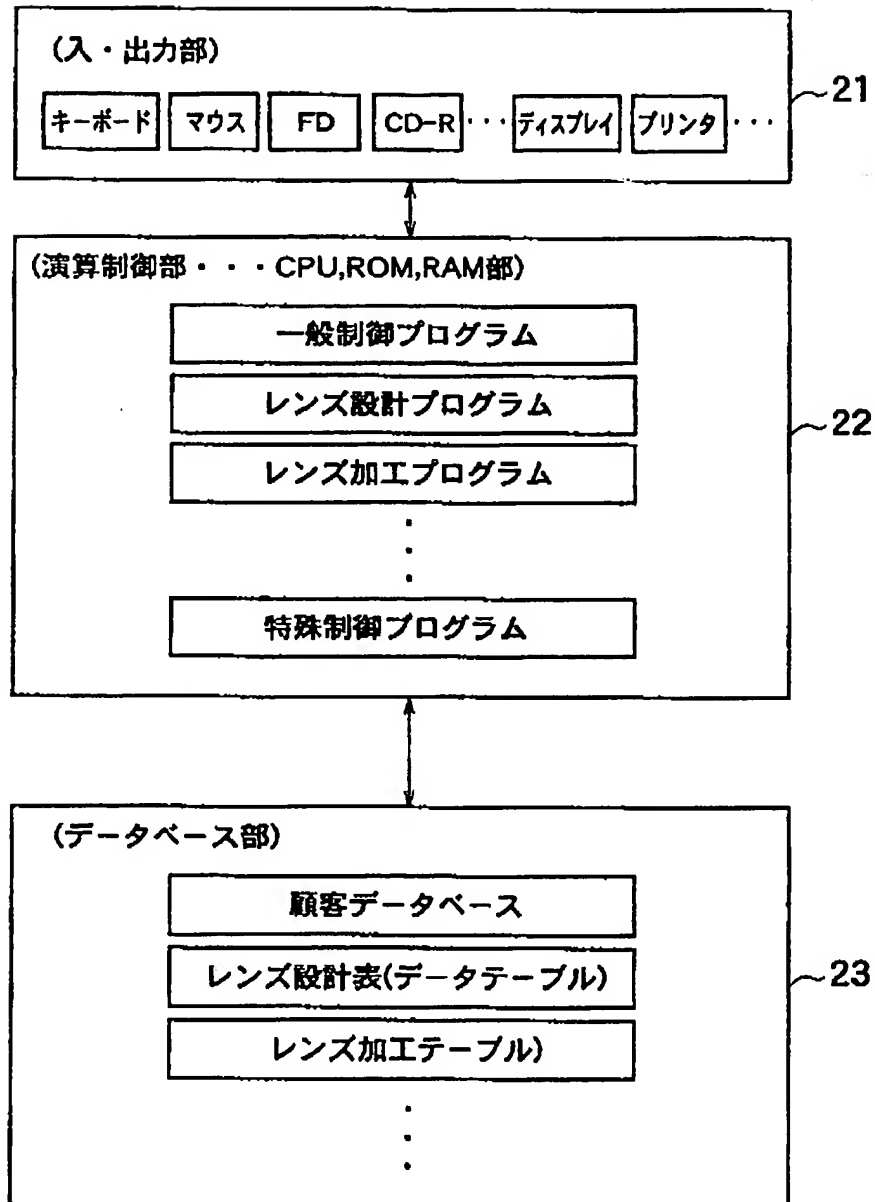 (入・出力部)
キーボード マウス FD CD-R ・・・ ディスプレイ プリンタ ・・・
21
(演算制御部・・・CPU,ROM,RAM部)
一般制御プログラム
レンズ設計プログラム
22
レンズ加工プログラム
・
・
・
特殊制御プログラム
(データベース部)
顧客データベース
レンズ設計表(データテーブル)
23
レンズ加工テーブル)
・
・
・